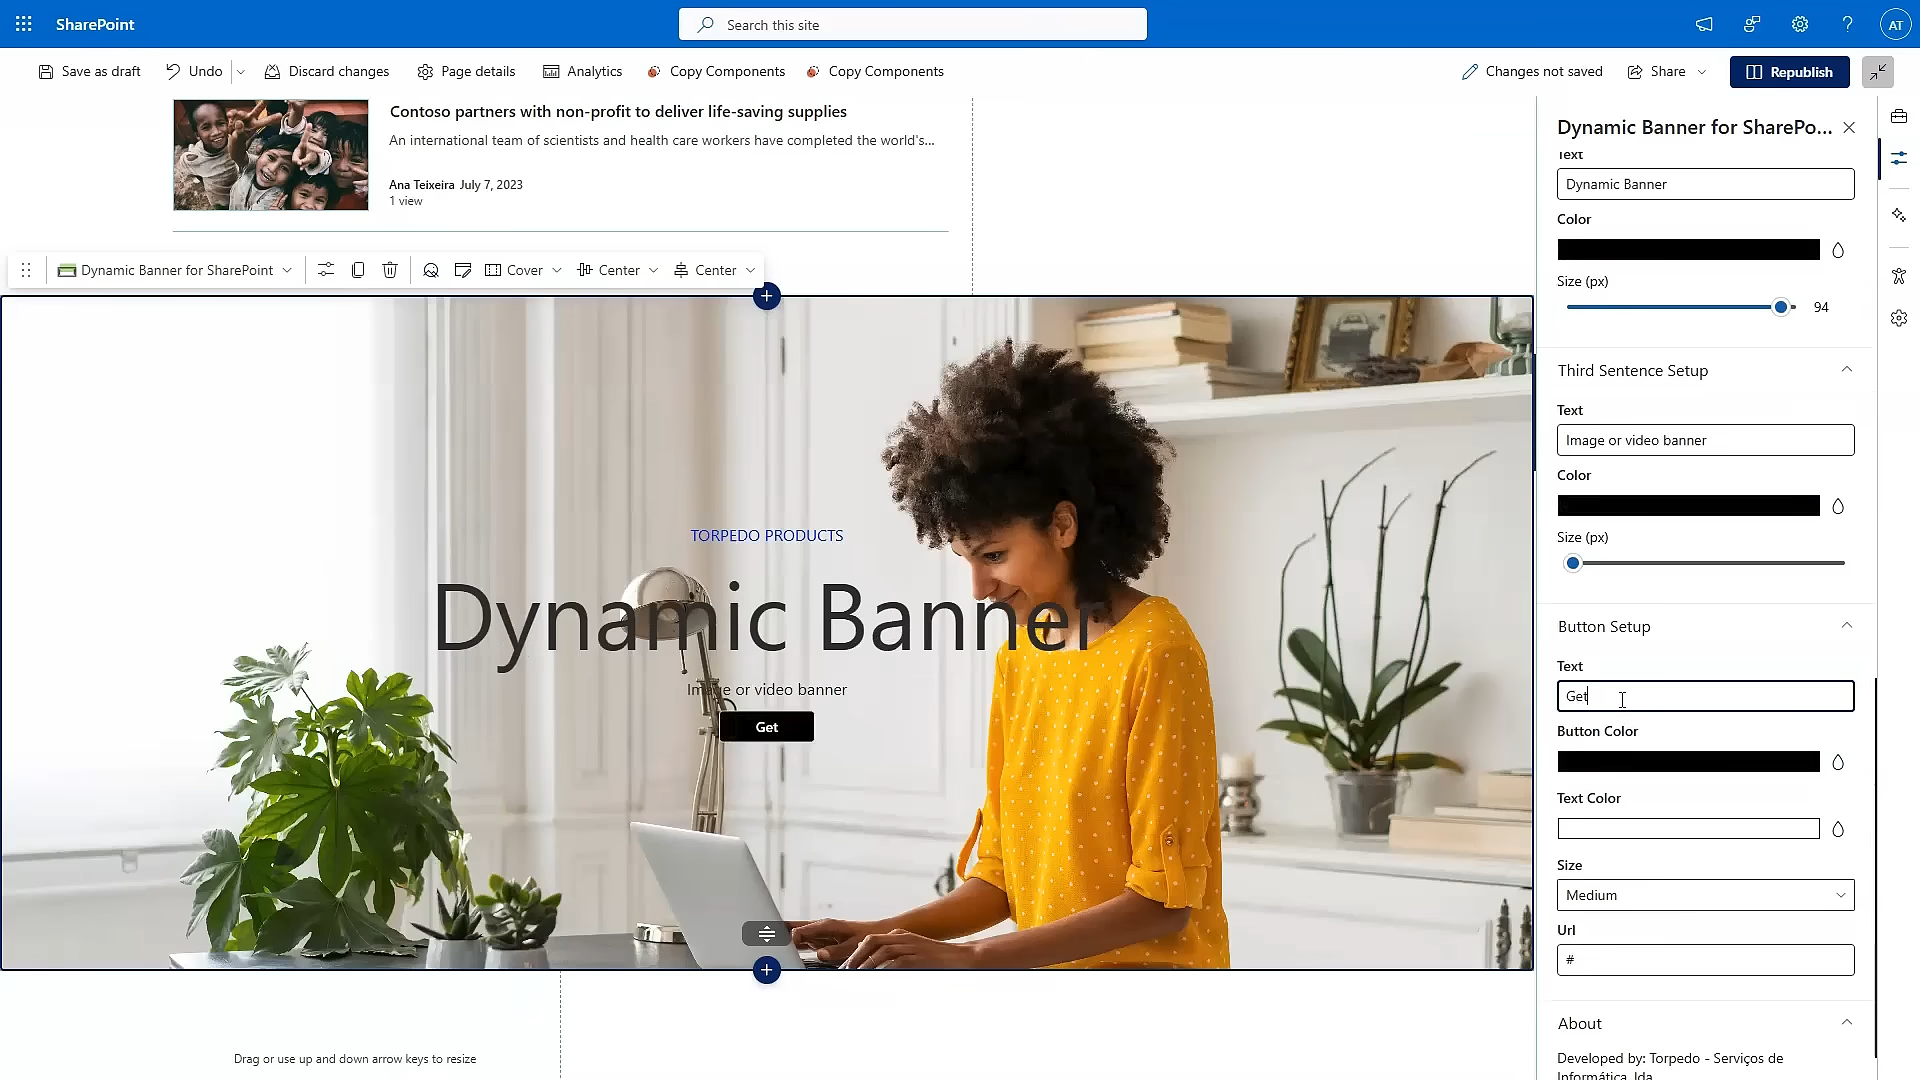 SharePoint
Search this site
AT
Save as draft
Undo
Discard changes
Page details
Analytics
Copy Components
Copy Components
Changes not saved
Share
Republish
Contoso partners with non-profit to deliver life-saving supplies
An international team of scientists and health care workers have completed the world's...
Ana Teixeira July 7, 2023
1 view
Dynamic Banner for SharePoint
Cover
Center
Center
TORPEDO PRODUCTS
Dynamic Banner
Image or video banner
Get
Drag or use up and down arrow keys to resize
Dynamic Banner for SharePo...
Text
Dynamic Banner
Color
Size (px)
94
Third Sentence Setup
Text
Image or video banner
Color
Size (px)
Button Setup
Text
Get
Button Color
Text Color
Size
Medium
Url
#
About
Developed by: Torpedo - Serviços de
Informática, lda